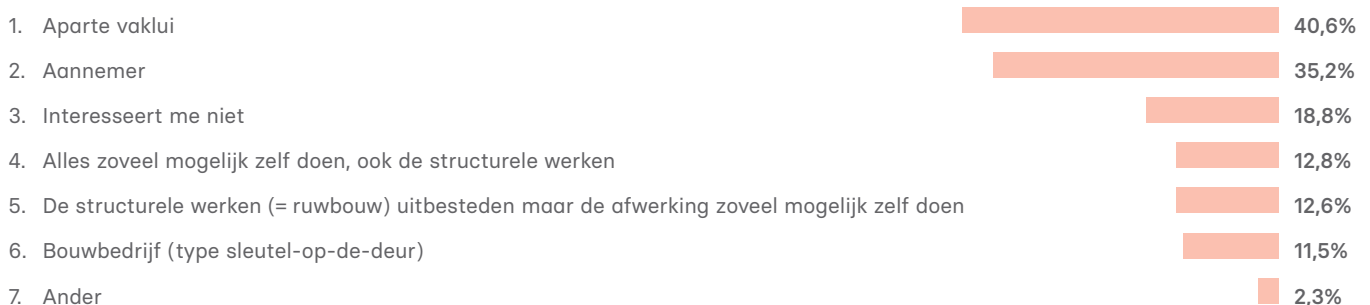 1. Aparte vaklui 40,6%
2. Aannemer 35,2%
3. Interesseert me niet 18,8%
4. Alles zoveel mogelijk zelf doen, ook de structurele werken 12,8%
5. De structurele werken (= ruwbouw) uitbesteden maar de afwerking zoveel mogelijk zelf doen 12,6%
6. Bouwbedrijf (type sleutel-op-de-deur) 11,5%
7. Ander 2,3%